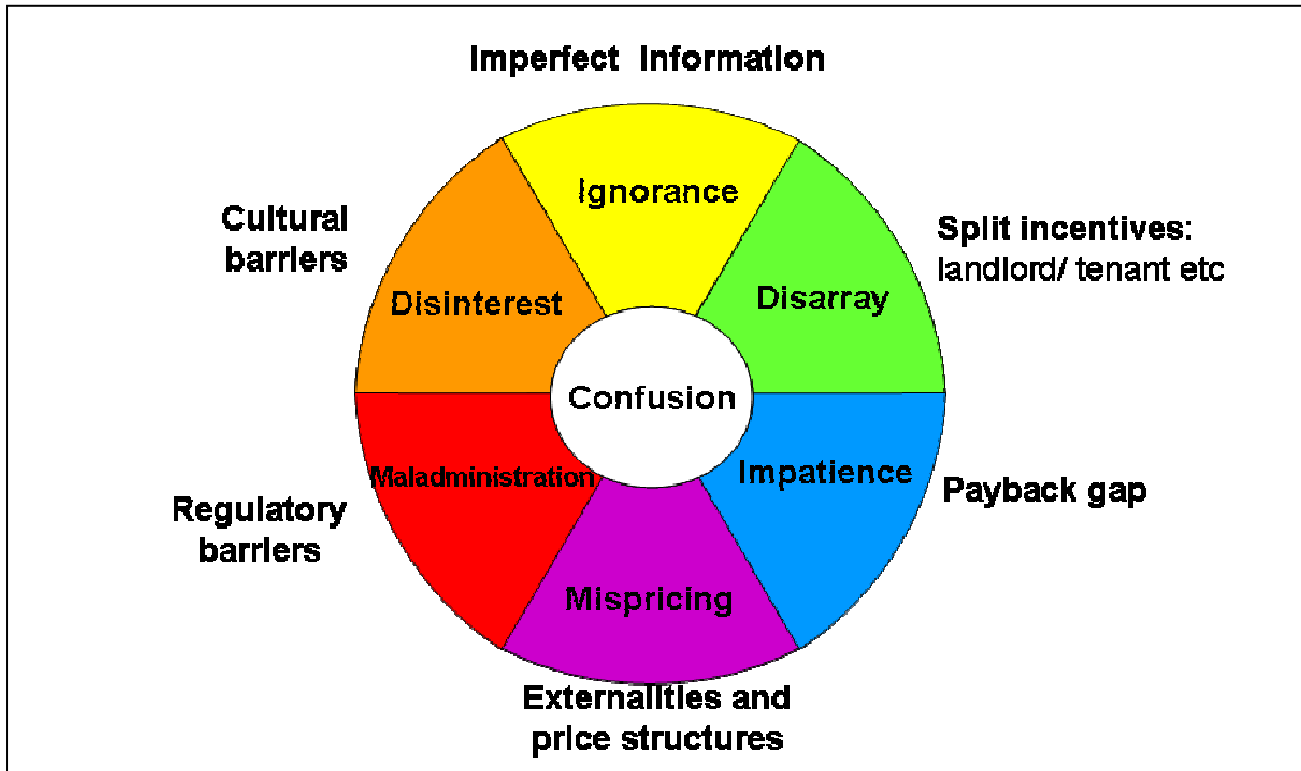 Imperfect Information
Ignorance
Cultural
barriers
Split incentives:
landlord/ tenant etc
Disinterest
Disarray
Confusion
Maladministration
Impatience
Regulatory
barriers
Payback gap
Mispricing
Externalities and
price structures